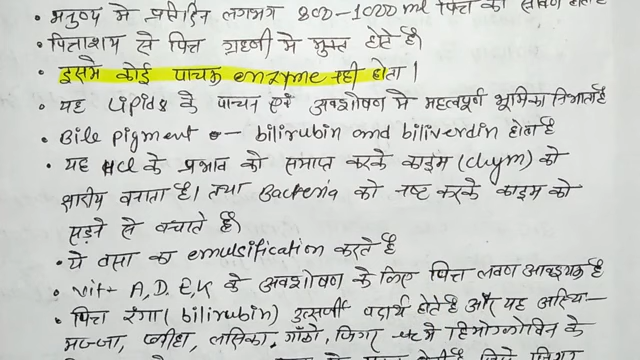 • मनुष्य में प्रतिदिन लगभग 800-1000 ml पित्त का स्रावण होता है
• पित्ताशय से पित्त ग्रहणी में मुक्त होते है।
• इसमे कोई पाचक enzyme नही होता।
• यह Lipids के पाचन एवं अवशोषण में महत्वपूर्ण भूमिका निभाता है
• Bile pigment - bilirubin and biliverdin होता है
• यह HCl के प्रभाव को समाप्त करके काइम (chym) को
क्षारीय बनाता है। तथा Bacteria को नष्ट करके काइम को
सड़ने से बचाते है।
• ये वसा का emulsification करते है
• Vit- A, D, E, K के अवशोषण के लिए पित्त लवण आवश्यक है
• पित्त रंगा (bilirubin) उत्सर्जी पदार्थ होते है और यह अस्थि-
मज्जा, प्लीहा, लसिका, गाँठो, जिगर में हिमोग्लोबिन के